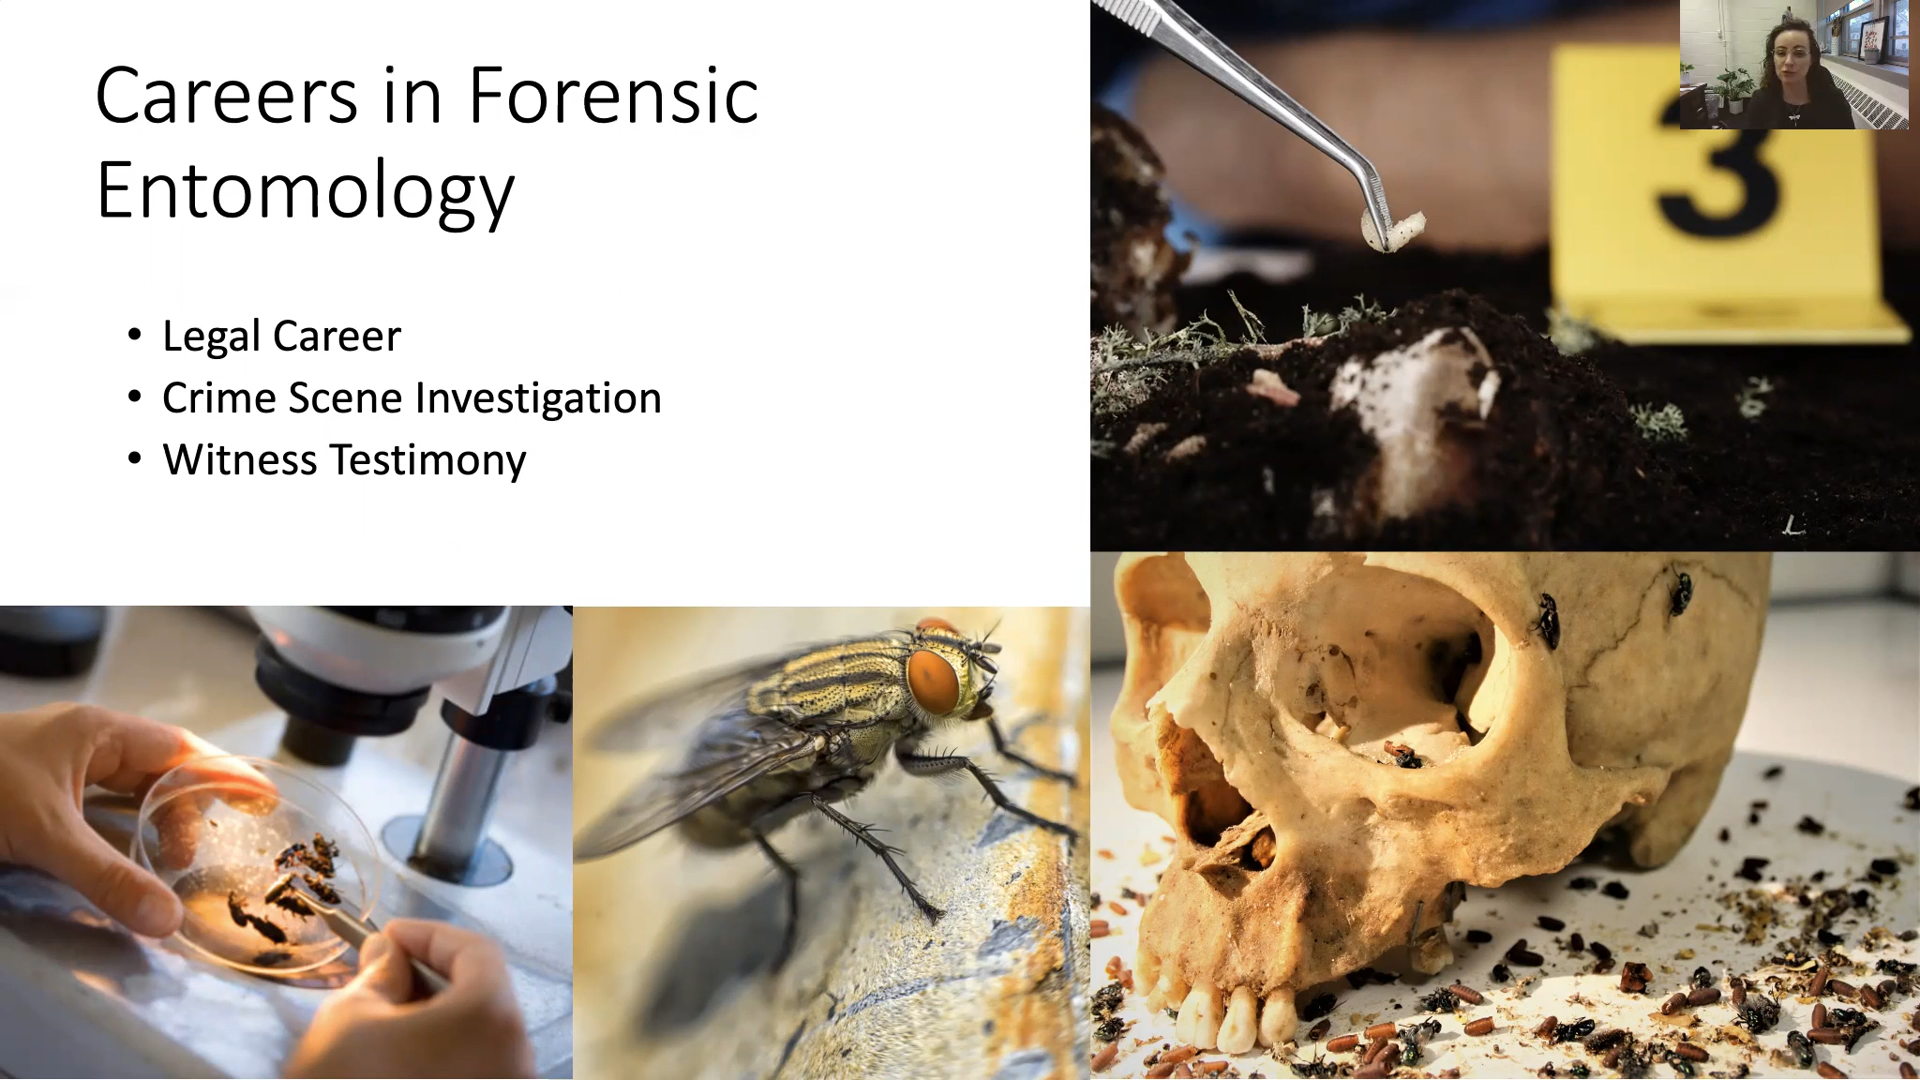 Careers in Forensic
Entomology
• Legal Career
• Crime Scene Investigation
• Witness Testimony
3